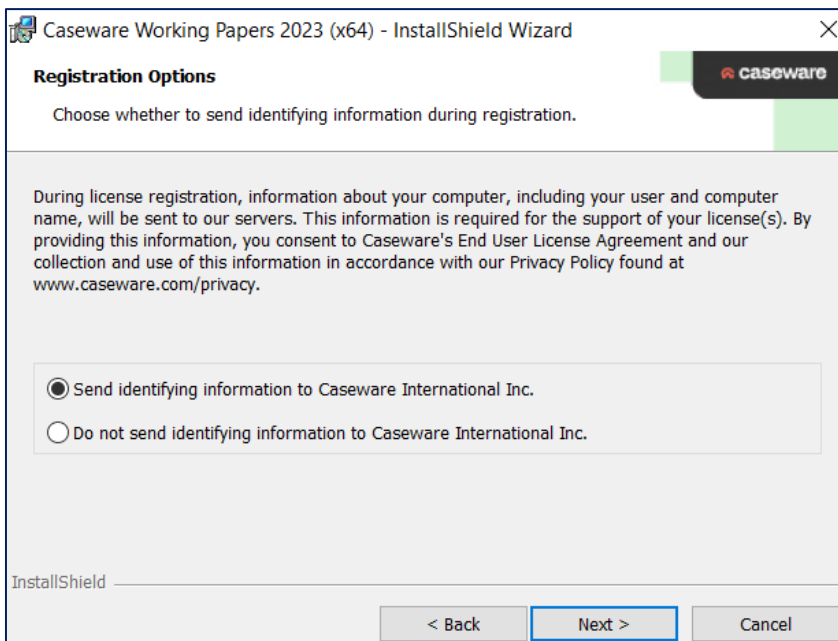 Caseware Working Papers 2023 (x64) - InstallShield Wizard
Registration Options
caseware
Choose whether to send identifying information during registration.
During license registration, information about your computer, including your user and computer
name, will be sent to our servers. This information is required for the support of your license(s). By
providing this information, you consent to Caseware's End User License Agreement and our
collection and use of this information in accordance with our Privacy Policy found at
www.caseware.com/privacy.
Send identifying information to Caseware International Inc.
Do not send identifying information to Caseware International Inc.
InstallShield
< Back Next > Cancel